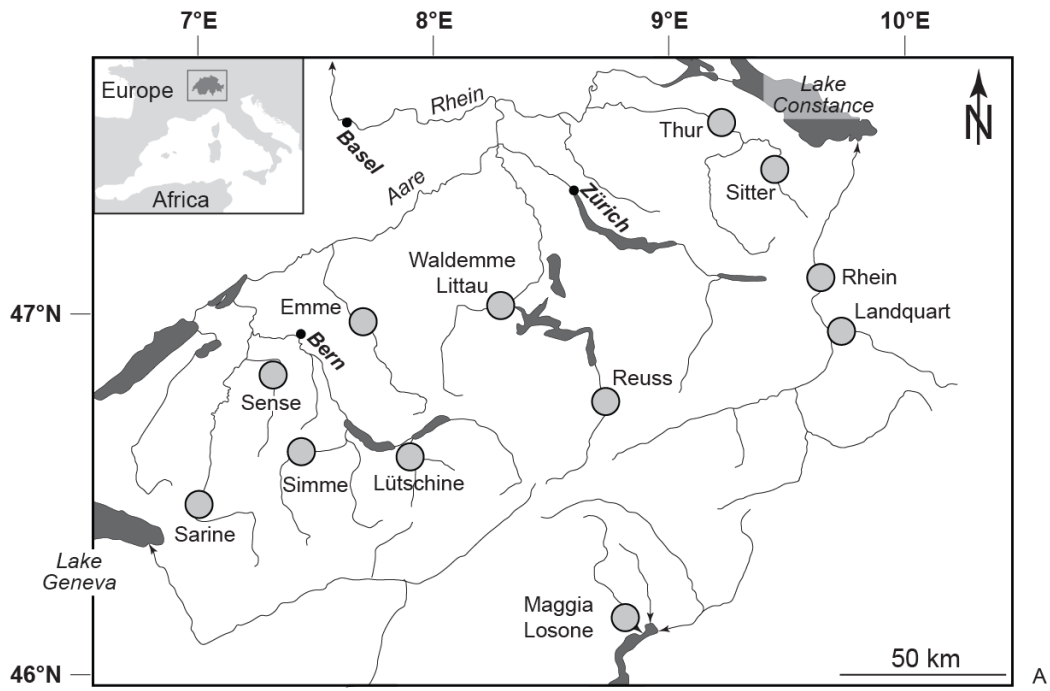 7°E
8°E
9°E
10°E
Europe
Africa
Rhein
Basel
Aare
Zürich
Lake
Constance
N
Thur
Sitter
Waldemme
Littau
Rhein
Landquart
47°N
Emme
Bern
Reuss
Sense
Simme
Lütschine
Sarine
Lake
Geneva
Maggia
Losone
50 km
46°N
A